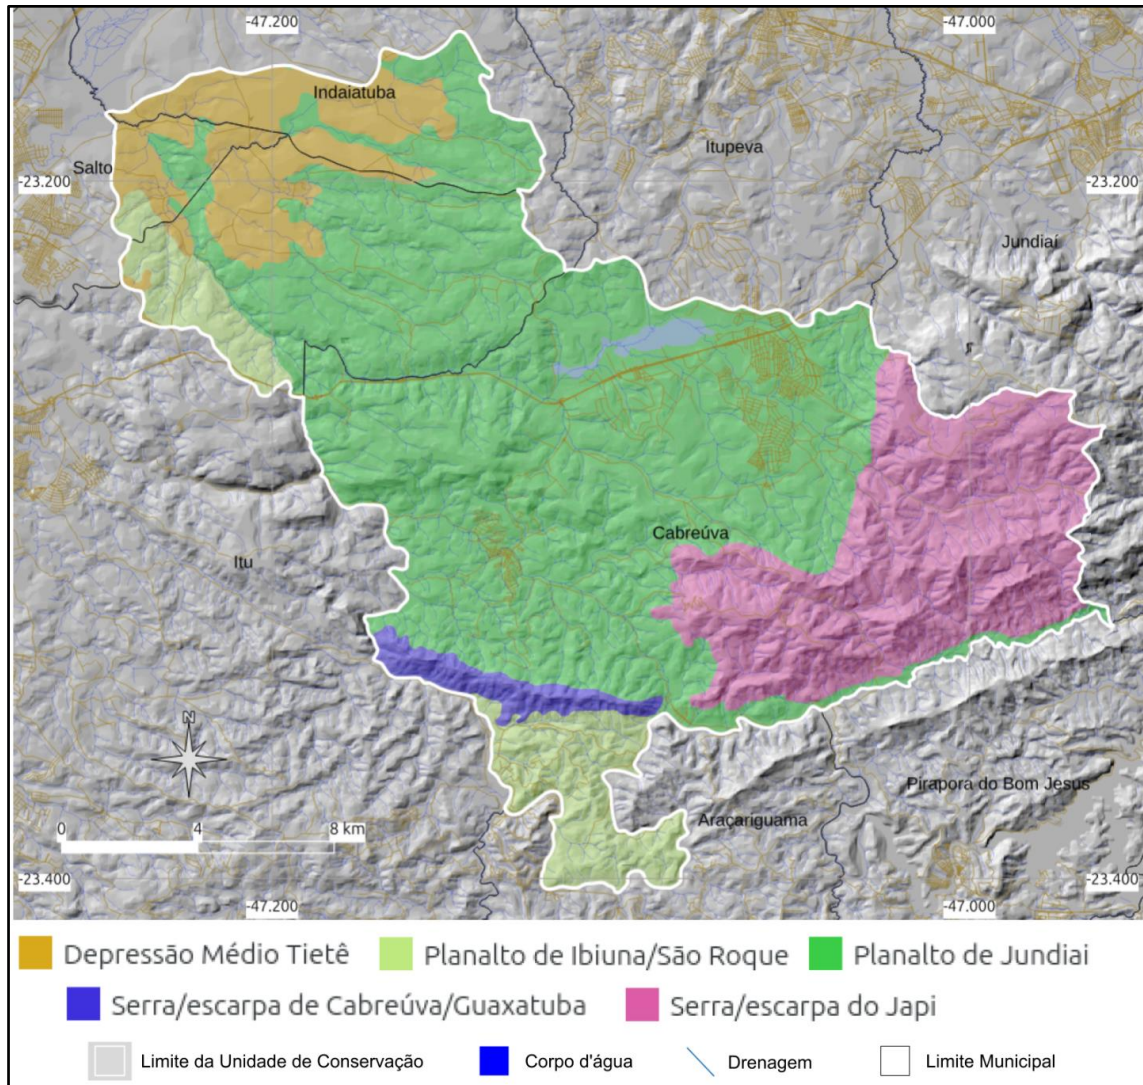 -47.200 -47.000
Indaiatuba
Itupeva
Salto
-23.200 -23.200
Jundiaí
Cabreúva
Itu
N
Pirapora do Bom Jesus
Araçariguama
0 4 8 km
-23.400 -23.400
-47.200 -47.000
Depressão Médio Tietê Planalto de Ibiuna/São Roque Planalto de Jundiai
Serra/escarpa de Cabreúva/Guaxatuba Serra/escarpa do Japi
Limite da Unidade de Conservação Corpo d'água Drenagem Limite Municipal